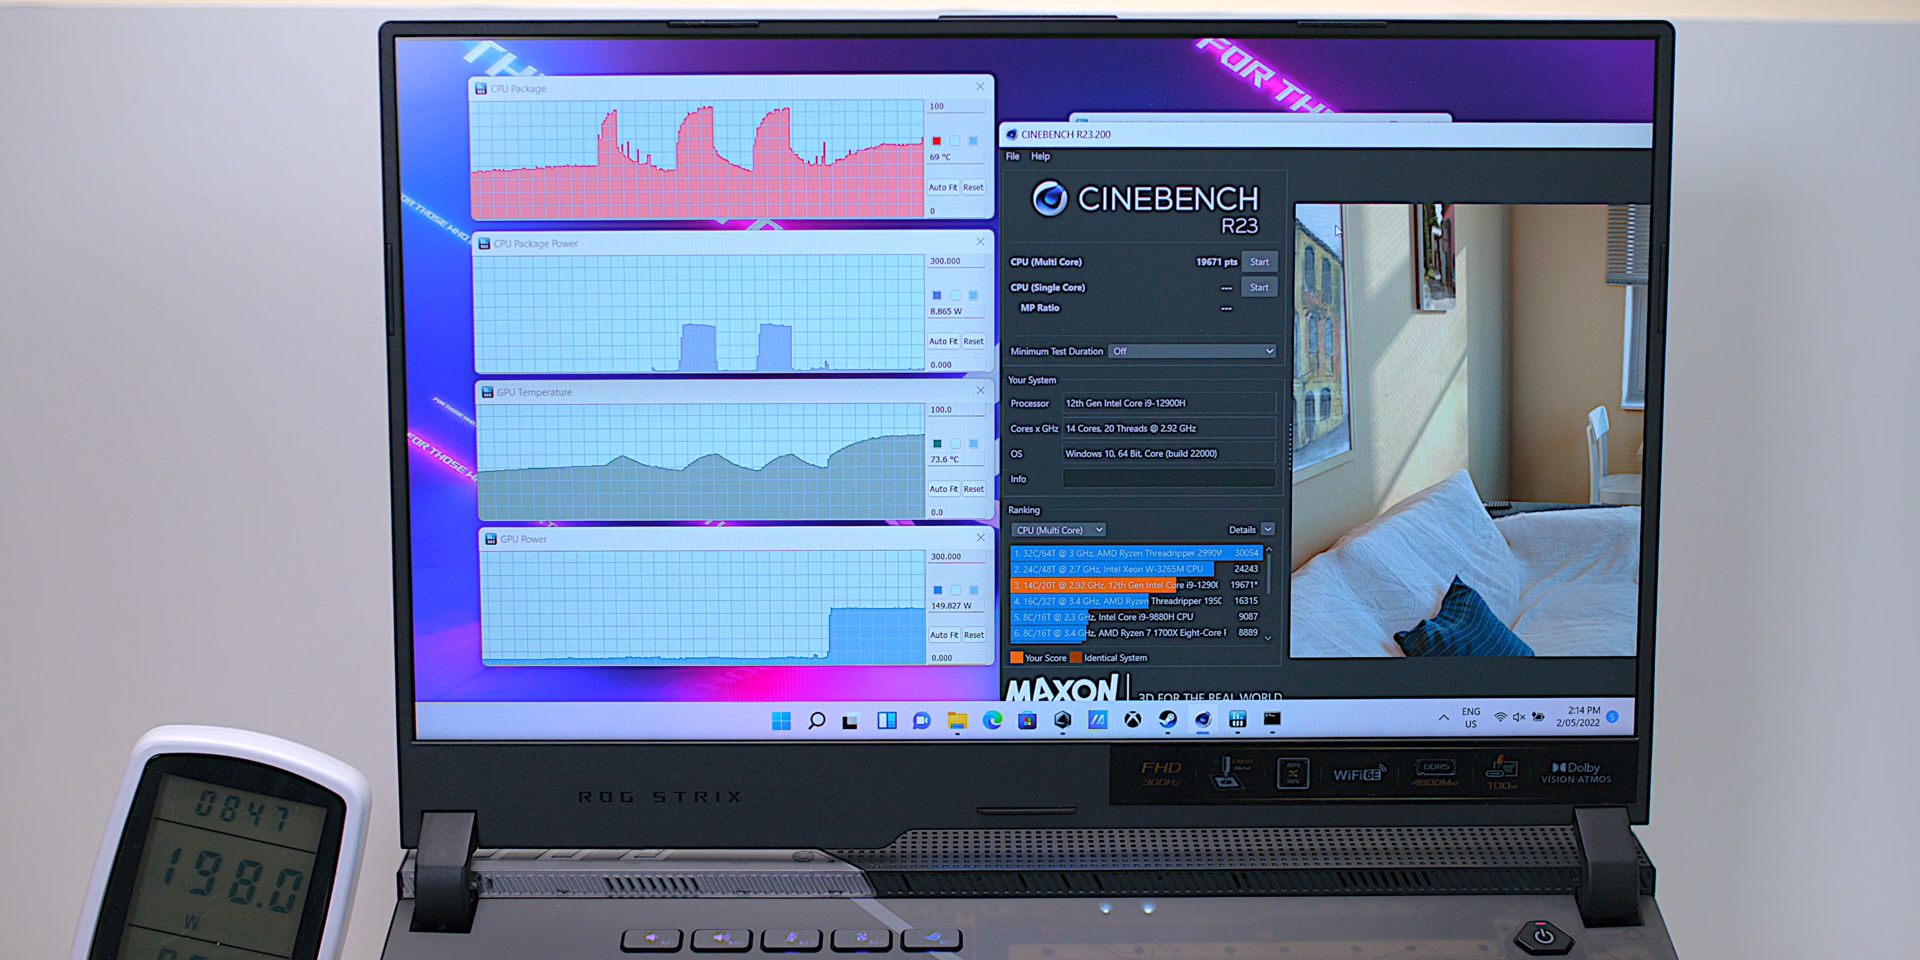 FOR TH
CPU Package
100
69 °C
Auto Fit
Reset
0
CPU Package Power
300.000
8.865 W
Auto Fit
Reset
0.000
GPU Temperature
100.0
73.6 °C
Auto Fit
Reset
0.0
GPU Power
300.000
149.827 W
Auto Fit
Reset
0.000
FOR THOSE WHO
FOR THOSE
CINEBENCH R23.200
File Help
CINEBENCH
R23
CPU (Multi Core) 19671 pts Start
CPU (Single Core) --- Start
MP Ratio ---
Minimum Test Duration Off
Your System
Processor 12th Gen Intel Core i9-12900H
Cores x GHz 14 Cores, 20 Threads @ 2.92 GHz
OS Windows 10, 64 Bit, Core (build 22000)
Info
Ranking
CPU (Multi Core) Details
1. 32C/64T @ 3 GHz, AMD Ryzen Threadripper 2990W 30054
2. 24C/48T @ 2.7 GHz, Intel Xeon W-3265M CPU 24243
3. 14C/20T @ 2.92 GHz, 12th Gen Intel Core i9-1290( 19671*
4. 16C/32T @ 3.4 GHz, AMD Ryzen Threadripper 195C 16315
5. 8C/16T @ 2.3 GHz, Intel Core i9-9880H CPU 9087
6. 8C/16T @ 3.4 GHz, AMD Ryzen 7 1700X Eight-Core F 8889
Your Score Identical System
MAXON 3D FOR THE REAL WORLD
ENG
US
2:14 PM
2/05/2022
5
ROG STRIX
FHD
300Hz
WiFi 6E
DDR5
4800MHz
100w
Dolby
VISION·ATMOS
0847
198.0
W